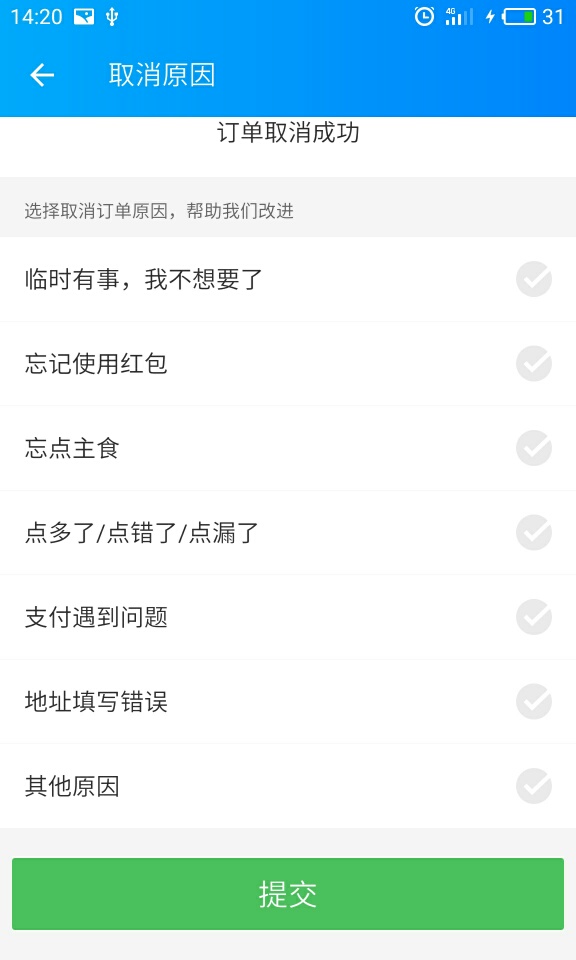 14:20
4G
31
取消原因
订单取消成功
选择取消订单原因，帮助我们改进
临时有事，我不想要了
忘记使用红包
忘点主食
点多了/点错了/点漏了
支付遇到问题
地址填写错误
其他原因
提交